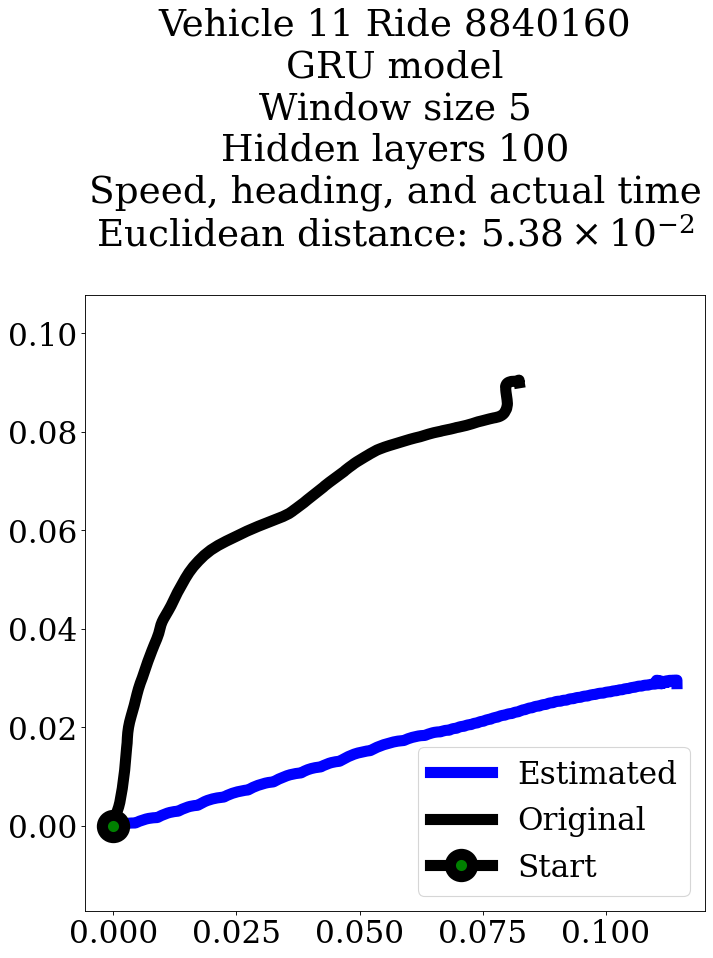 Vehicle 11 Ride 8840160
GRU model
Window size 5
Hidden layers 100
Speed, heading, and actual time
Euclidean distance: 5.38 × 10⁻²
0.10
0.08
0.06
0.04
0.02
0.00
Estimated
Original
Start
0.000 0.025 0.050 0.075 0.100